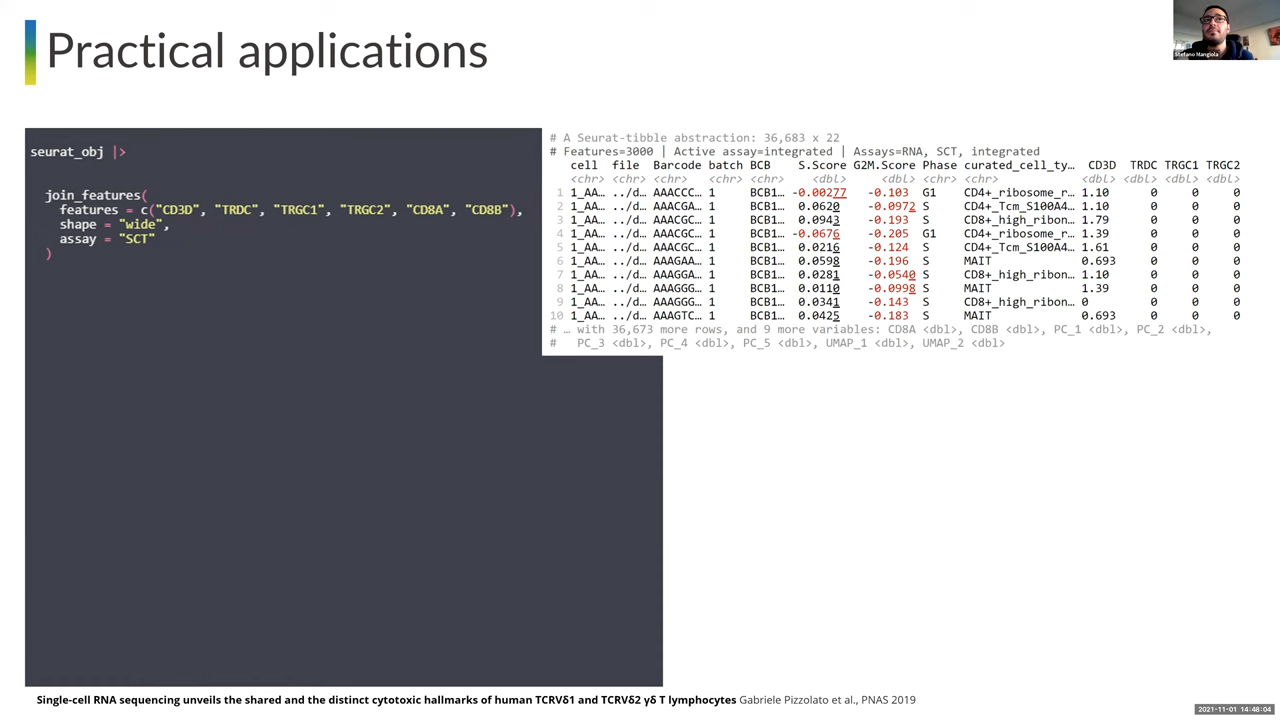 Practical applications
Stefano Mangiola
seurat_obj |>
join_features(
features = c("CD3D", "TRDC", "TRGC1", "TRGC2", "CD8A", "CD8B"),
shape = "wide",
assay = "SCT"
)
# A Seurat-tibble abstraction: 36,683 x 22
# Features=3000 | Active assay=integrated | Assays=RNA, SCT, integrated
cell file Barcode batch BCB S.Score G2M.Score Phase curated_cell_ty… CD3D TRDC TRGC1 TRGC2
<chr> <chr> <chr> <chr> <chr> <dbl> <dbl> <chr> <chr> <dbl> <dbl> <dbl> <dbl>
1 1_AA… ../d… AAACCC… 1 BCB1… -0.00277 -0.103 G1 CD4+_ribosome_r… 1.10 0 0 0
2 1_AA… ../d… AAACGA… 1 BCB1… 0.0620 -0.0972 S CD4+_Tcm_S100A4… 1.10 0 0 0
3 1_AA… ../d… AAACGC… 1 BCB1… 0.0943 -0.193 S CD8+_high_ribon… 1.79 0 0 0
4 1_AA… ../d… AAACGC… 1 BCB1… -0.0676 -0.205 G1 CD4+_ribosome_r… 1.39 0 0 0
5 1_AA… ../d… AAACGC… 1 BCB1… 0.0216 -0.124 S CD4+_Tcm_S100A4… 1.61 0 0 0
6 1_AA… ../d… AAAGAA… 1 BCB1… 0.0598 -0.196 S MAIT 0.693 0 0 0
7 1_AA… ../d… AAAGGA… 1 BCB1… 0.0281 -0.0540 S CD8+_high_ribon… 1.10 0 0 0
8 1_AA… ../d… AAAGGG… 1 BCB1… 0.0110 -0.0998 S MAIT 1.39 0 0 0
9 1_AA… ../d… AAAGGG… 1 BCB1… 0.0341 -0.143 S CD8+_high_ribon… 0 0 0 0
10 1_AA… ../d… AAAGTC… 1 BCB1… 0.0425 -0.183 S MAIT 0.693 0 0 0
# … with 36,673 more rows, and 9 more variables: CD8A <dbl>, CD8B <dbl>, PC_1 <dbl>, PC_2 <dbl>,
# PC_3 <dbl>, PC_4 <dbl>, PC_5 <dbl>, UMAP_1 <dbl>, UMAP_2 <dbl>
Single-cell RNA sequencing unveils the shared and the distinct cytotoxic hallmarks of human TCRVδ1 and TCRVδ2 γδ T lymphocytes Gabriele Pizzolato et al., PNAS 2019
2021-11-01 14:48:04